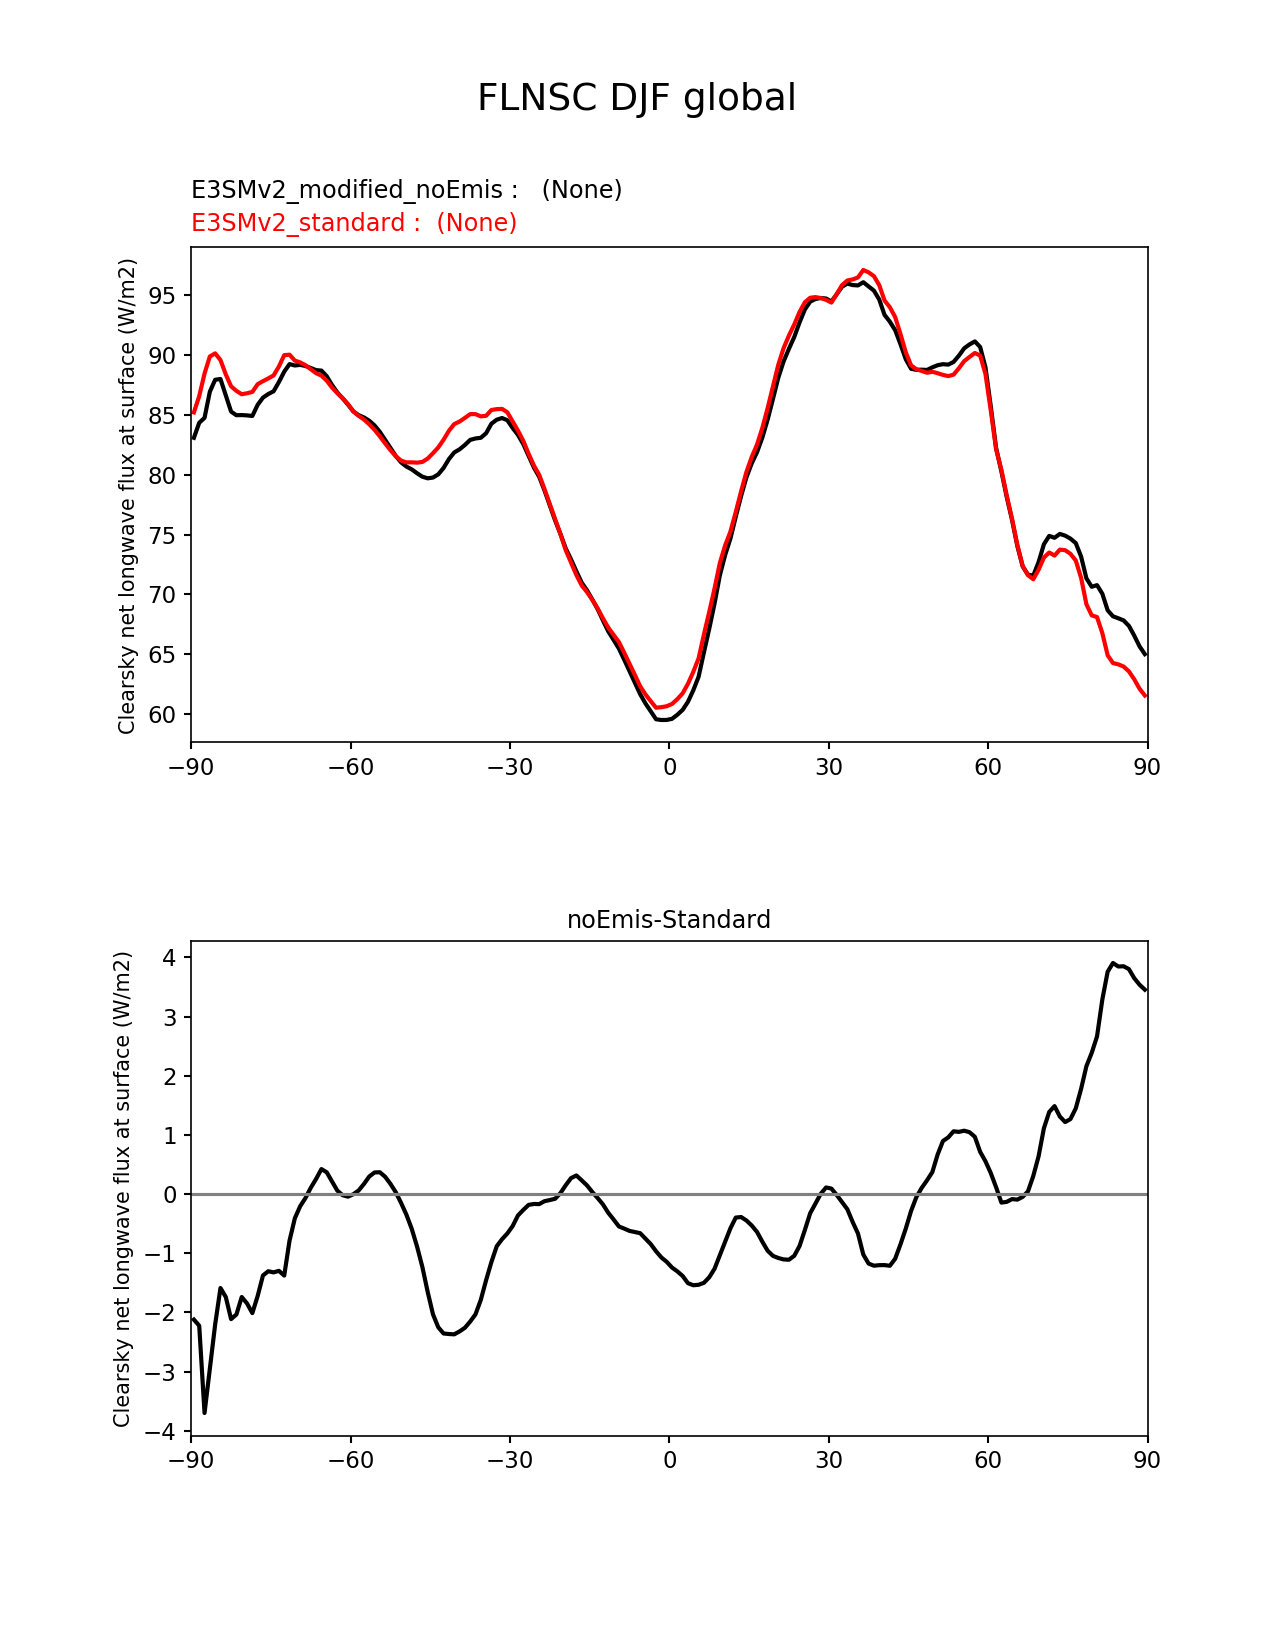 FLNSC DJF global
E3SMv2_modified_noEmis :   (None)
E3SMv2_standard :  (None)
Clearsky net longwave flux at surface (W/m2)
95
90
85
80
75
70
65
60
−90 −60 −30 0 30 60 90
noEmis-Standard
Clearsky net longwave flux at surface (W/m2)
4
3
2
1
0
−1
−2
−3
−4
−90 −60 −30 0 30 60 90